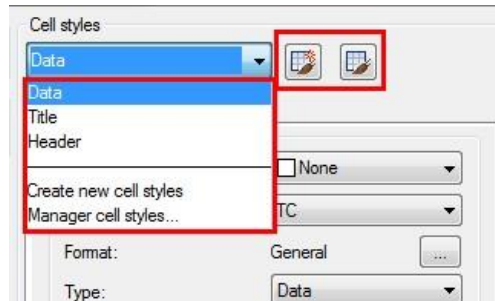 Cell styles
Data
Data
Title
Header
None
Create new cell styles
Manager cell styles...
TC
Format: General ...
Type: Data